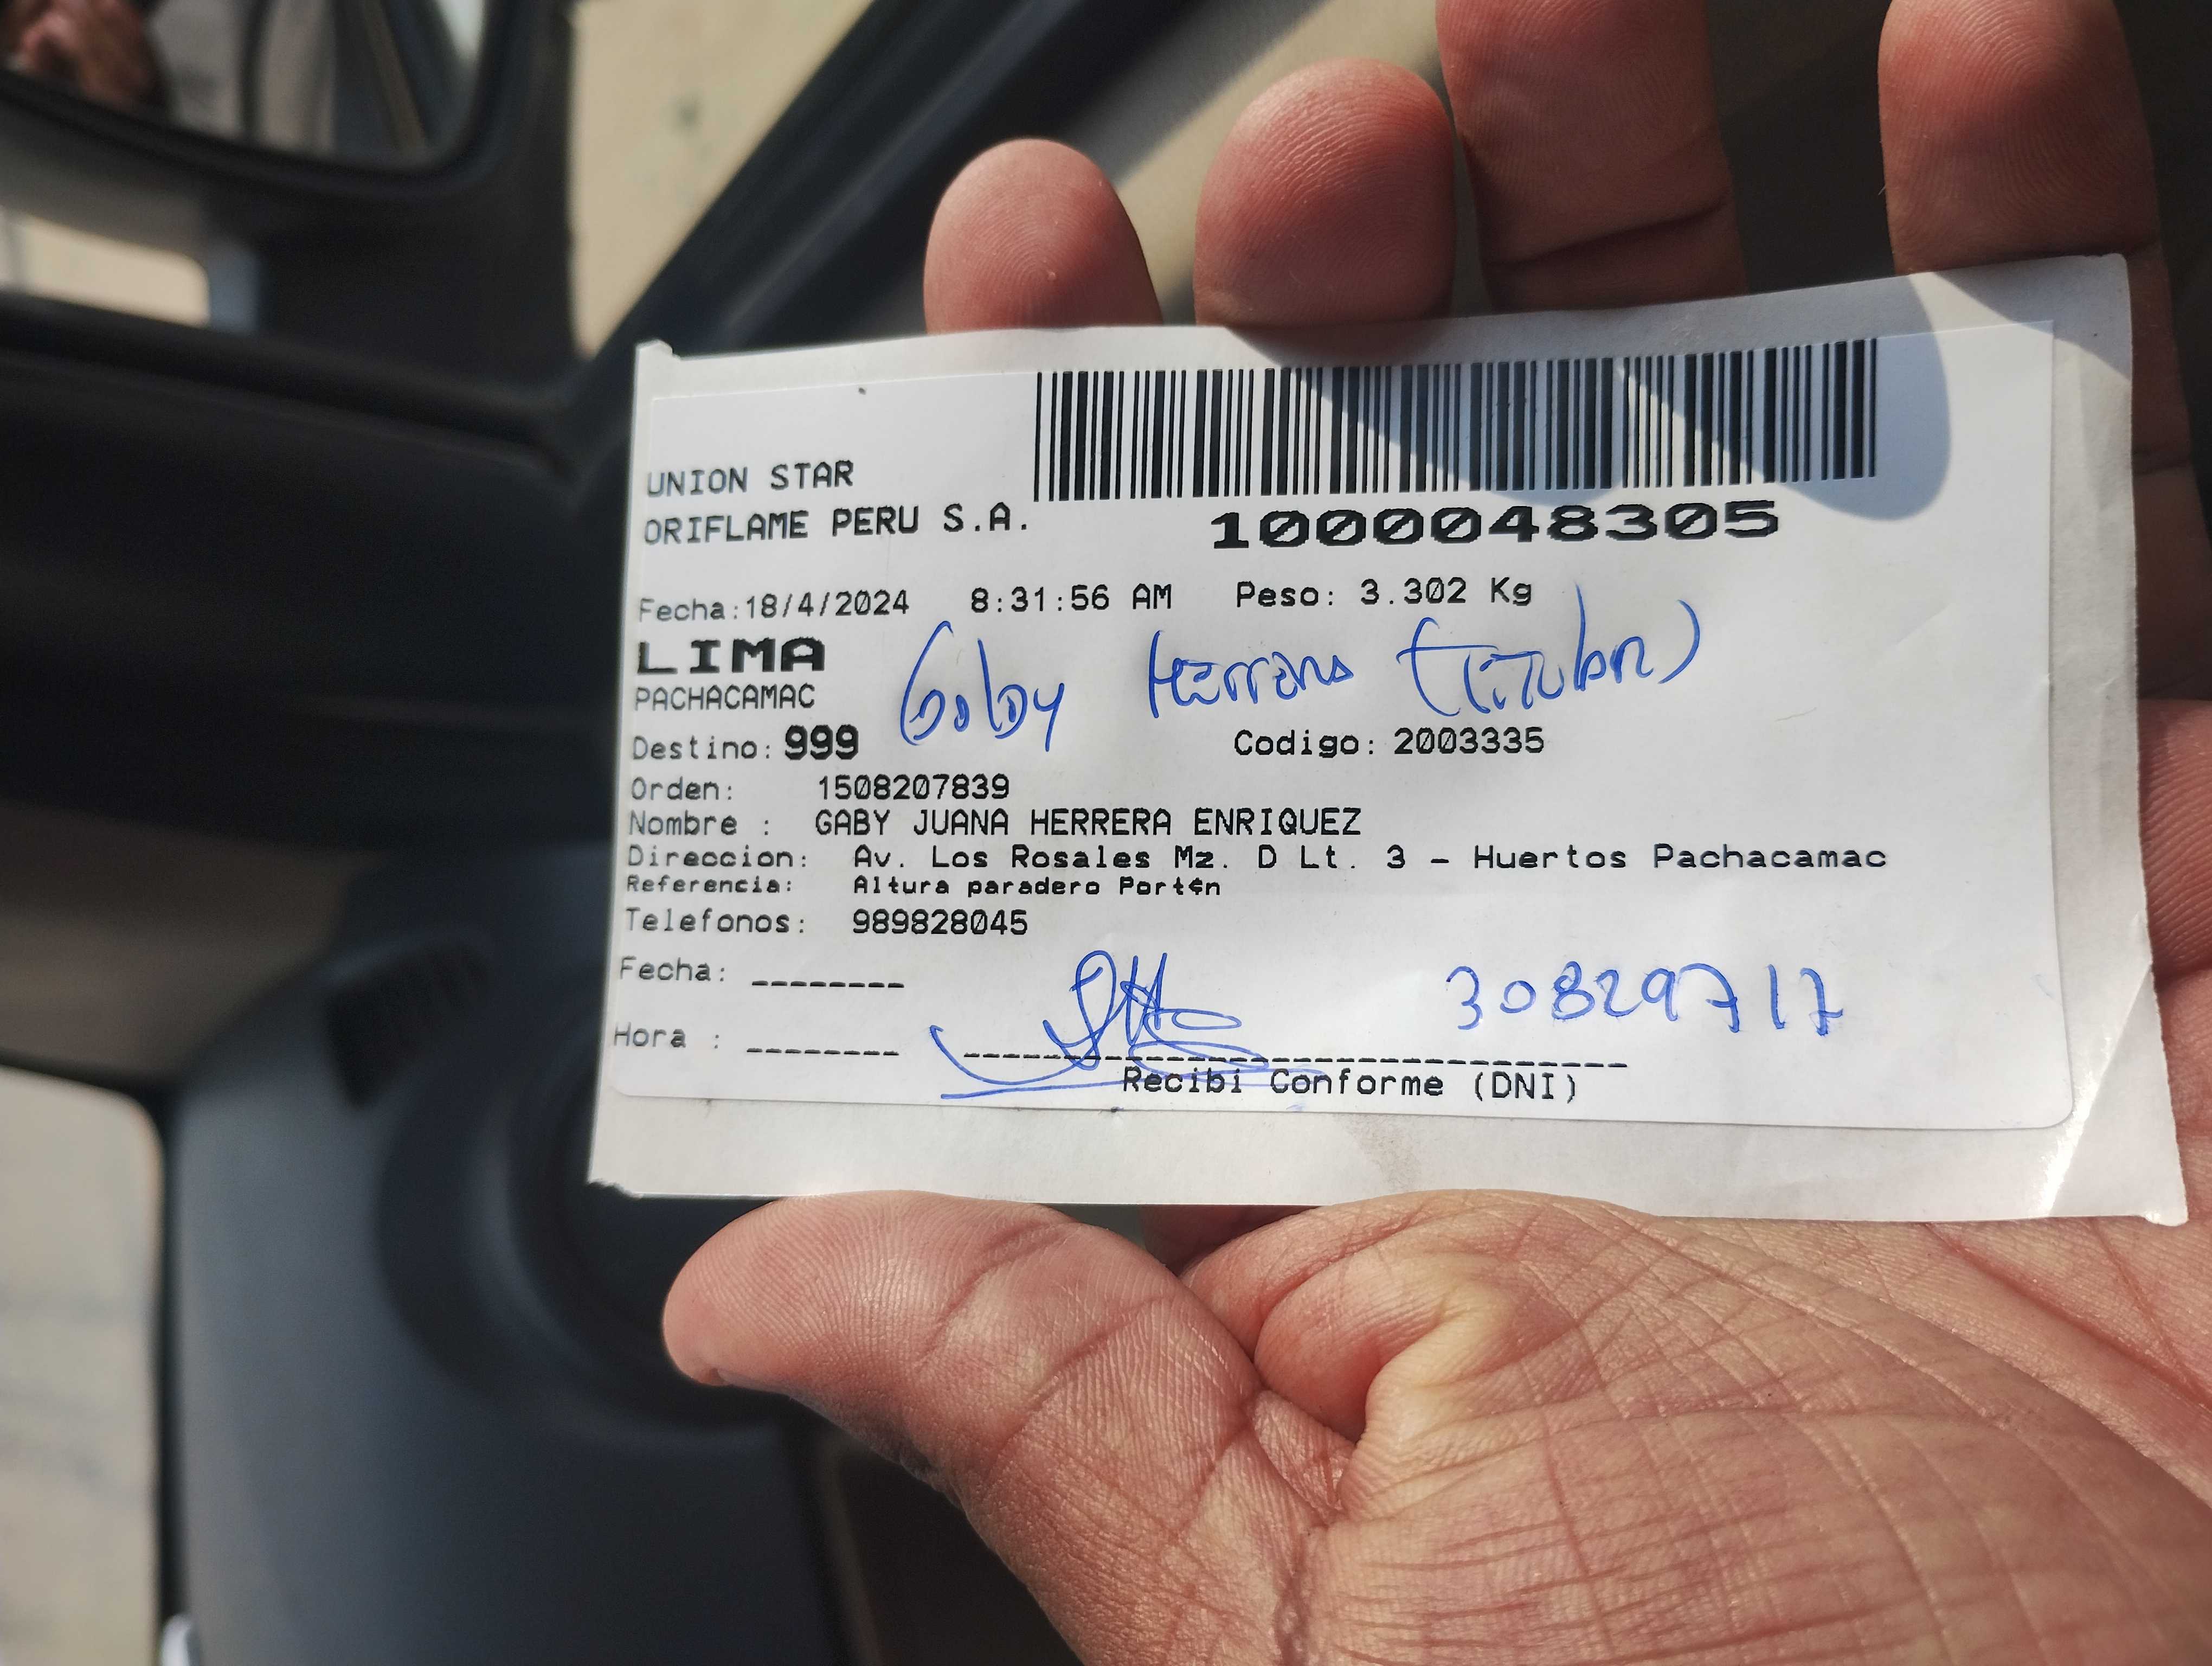 UNION STAR
ORIFLAME PERU S.A.
1000048305
Fecha:18/4/2024 8:31:56 AM Peso: 3.302 Kg
LIMA
PACHACAMAC
Gaby Herrera (Titular)
Destino: 999 Codigo: 2003335
Orden: 1508207839
Nombre : GABY JUANA HERRERA ENRIQUEZ
Direccion: Av. Los Rosales Mz. D Lt. 3 - Huertos Pachacamac
Referencia: Altura paradero Port¢n
Telefonos: 989828045
Fecha: --------
30829717
Hora : --------
Recibi Conforme (DNI)